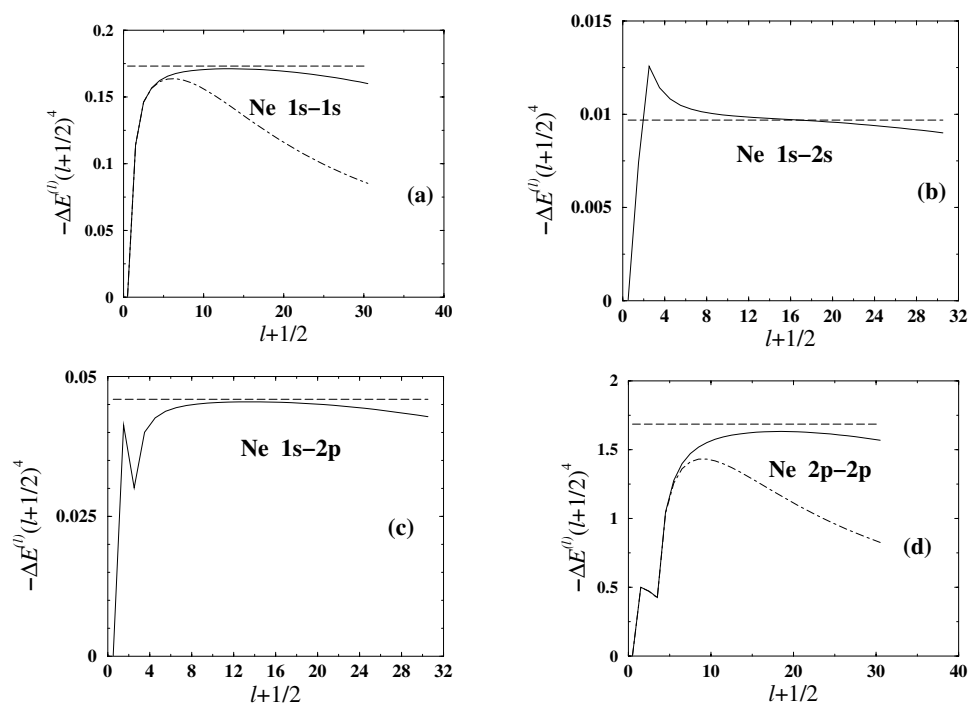 0.2
0.15
0.1
0.05
0
−ΔE^(l)(l+1/2)^4
Ne 1s−1s
(a)
0 10 20 30 40
l+1/2
0.015
0.01
0.005
0
−ΔE^(l)(l+1/2)^4
Ne 1s−2s
(b)
0 4 8 12 16 20 24 28 32
l+1/2
0.05
0.025
0
−ΔE^(l)(l+1/2)^4
Ne 1s−2p
(c)
0 4 8 12 16 20 24 28 32
l+1/2
2
1.5
1
0.5
0
−ΔE^(l)(l+1/2)^4
Ne 2p−2p
(d)
0 10 20 30 40
l+1/2